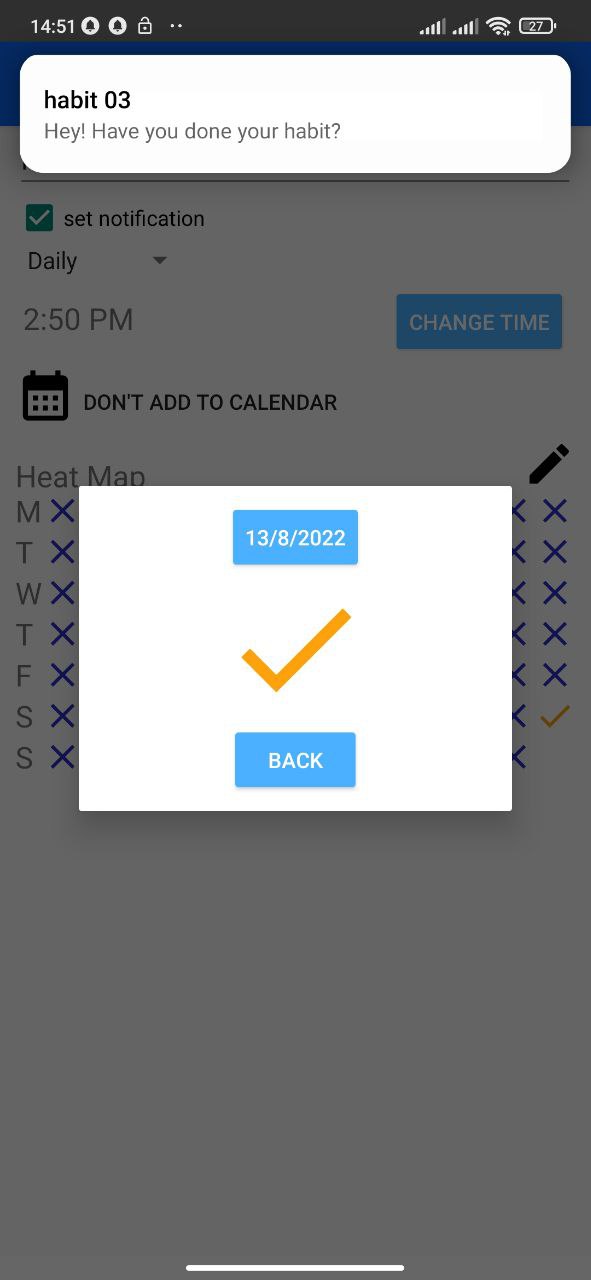 14:51
27
habit 03
Hey! Have you done your habit?
set notification
Daily
2:50 PM
CHANGE TIME
DON'T ADD TO CALENDAR
Heat Map
M
T
W
T
F
S
S
13/8/2022
BACK